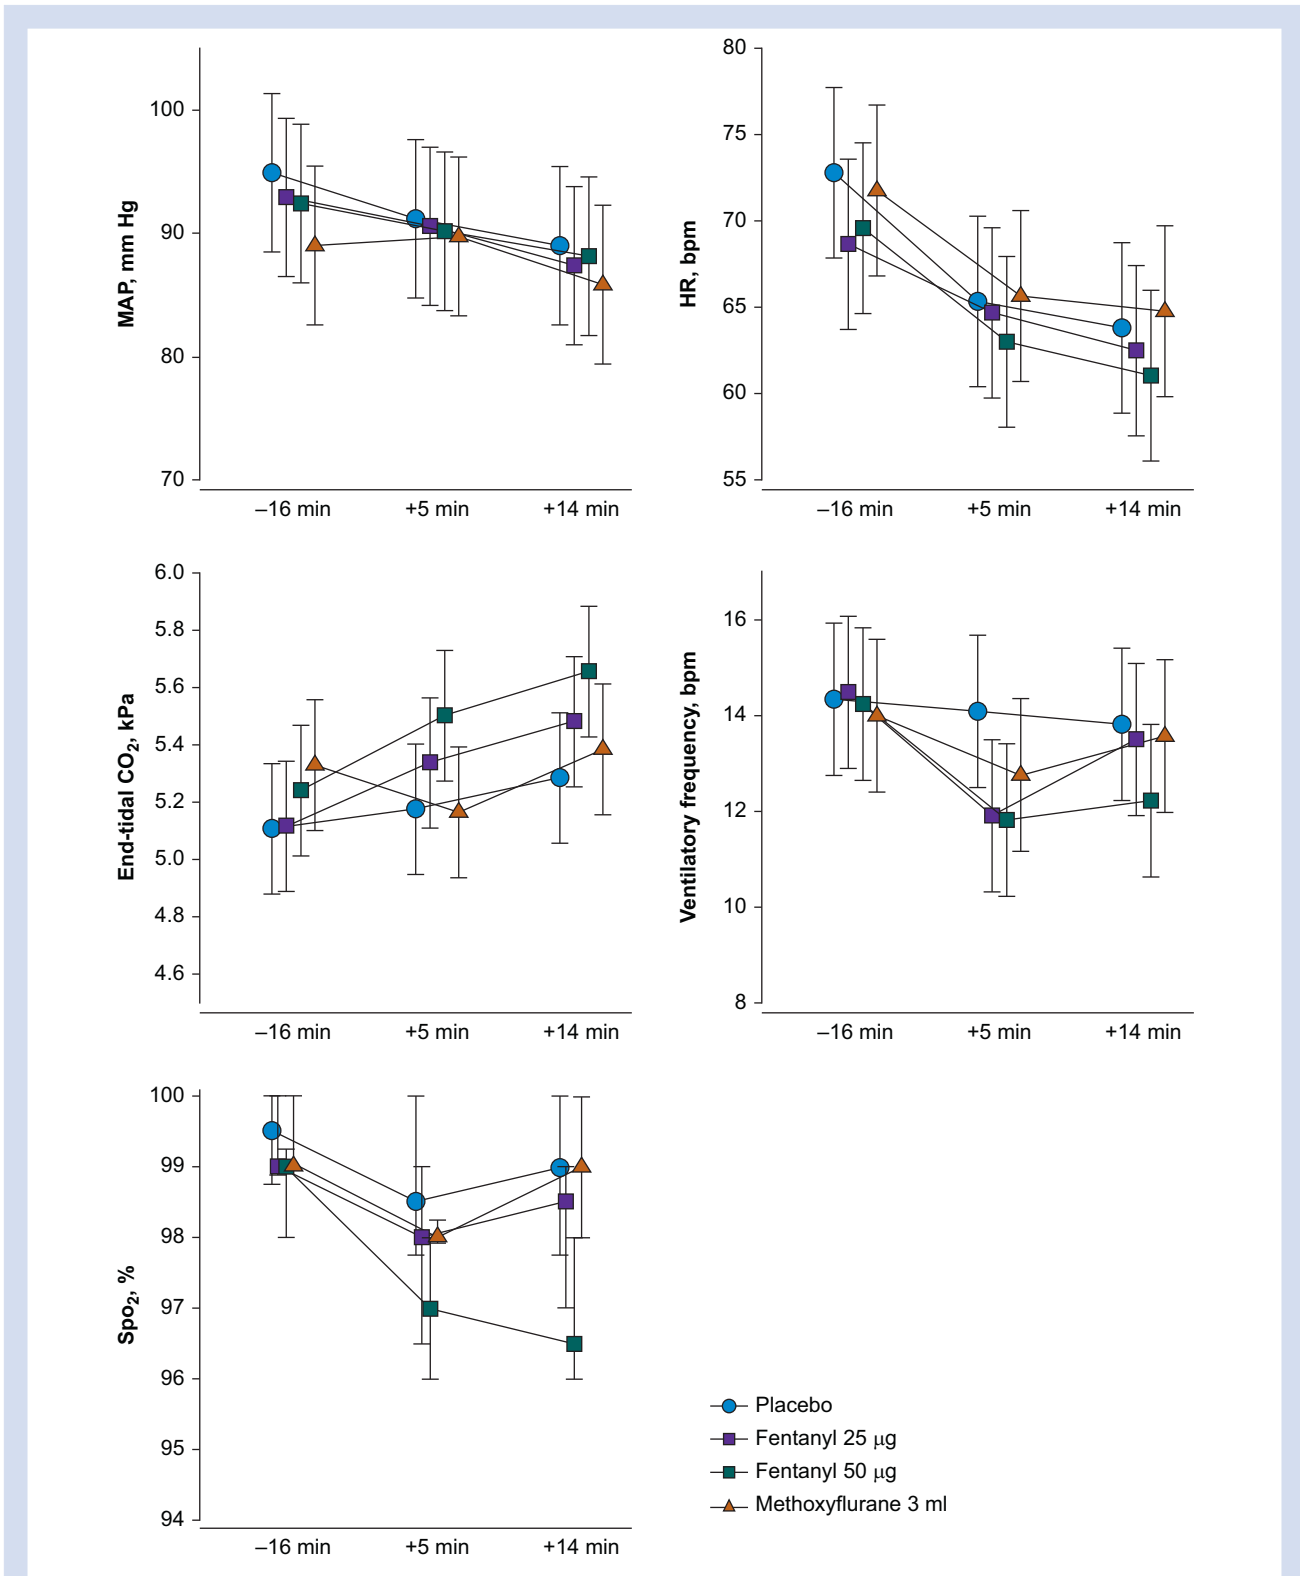 MAP, mm Hg
100
90
80
70
–16 min
+5 min
+14 min
HR, bpm
80
75
70
65
60
55
–16 min
+5 min
+14 min
End-tidal CO₂, kPa
6.0
5.8
5.6
5.4
5.2
5.0
4.8
4.6
–16 min
+5 min
+14 min
Ventilatory frequency, bpm
16
14
12
10
8
–16 min
+5 min
+14 min
Spo₂, %
100
99
98
97
96
95
94
–16 min
+5 min
+14 min
Placebo
Fentanyl 25 μg
Fentanyl 50 μg
Methoxyflurane 3 ml